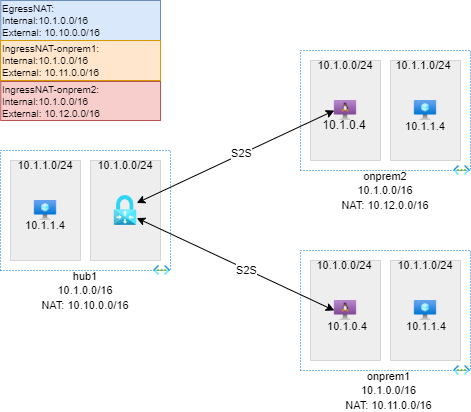 EgressNAT:
Internal:10.1.0.0/16
External: 10.10.0.0/16
IngressNAT-onprem1:
Internal:10.1.0.0/16
External: 10.11.0.0/16
IngressNAT-onprem2:
Internal:10.1.0.0/16
External: 10.12.0.0/16
10.1.0.0/24
10.1.1.0/24
10.1.0.4
10.1.1.4
onprem2
10.1.0.0/16
NAT: 10.12.0.0/16
S2S
10.1.1.0/24
10.1.0.0/24
10.1.1.4
hub1
10.1.0.0/16
NAT: 10.10.0.0/16
S2S
10.1.0.0/24
10.1.1.0/24
10.1.0.4
10.1.1.4
onprem1
10.1.0.0/16
NAT: 10.11.0.0/16